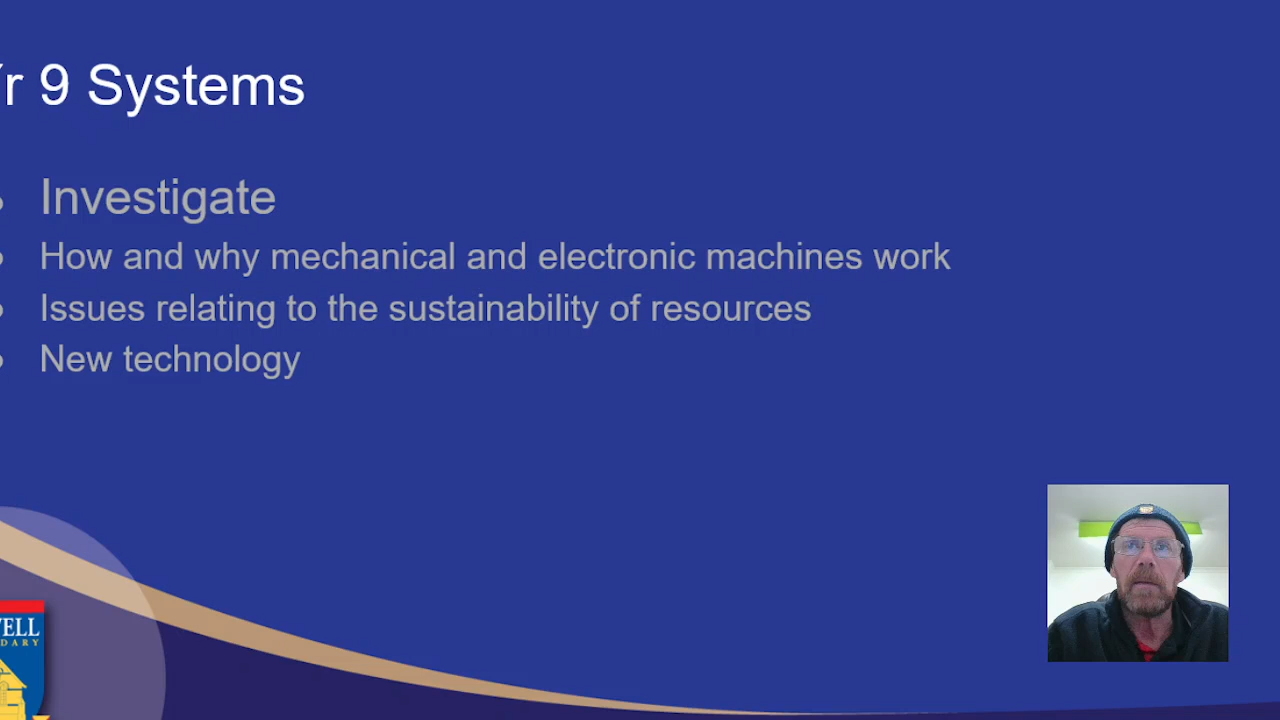 Yr 9 Systems
Investigate
How and why mechanical and electronic machines work
Issues relating to the sustainability of resources
New technology